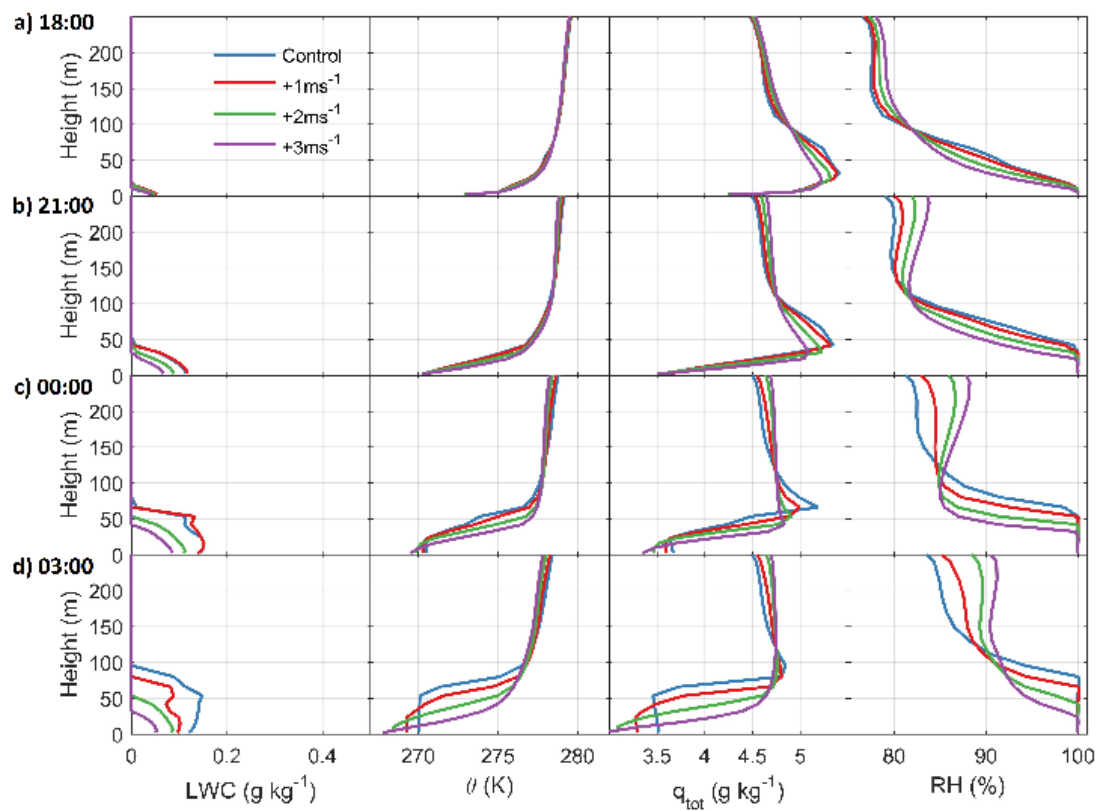 a) 18:00
Height (m)
200
150
100
50
0
Control
+1ms⁻¹
+2ms⁻¹
+3ms⁻¹
b) 21:00
Height (m)
200
150
100
50
0
c) 00:00
Height (m)
200
150
100
50
0
d) 03:00
Height (m)
200
150
100
50
0
0 0.2 0.4 270 275 280 3.5 4 4.5 5 80 90 100
LWC (g kg⁻¹) θ (K) q_tot (g kg⁻¹) RH (%)